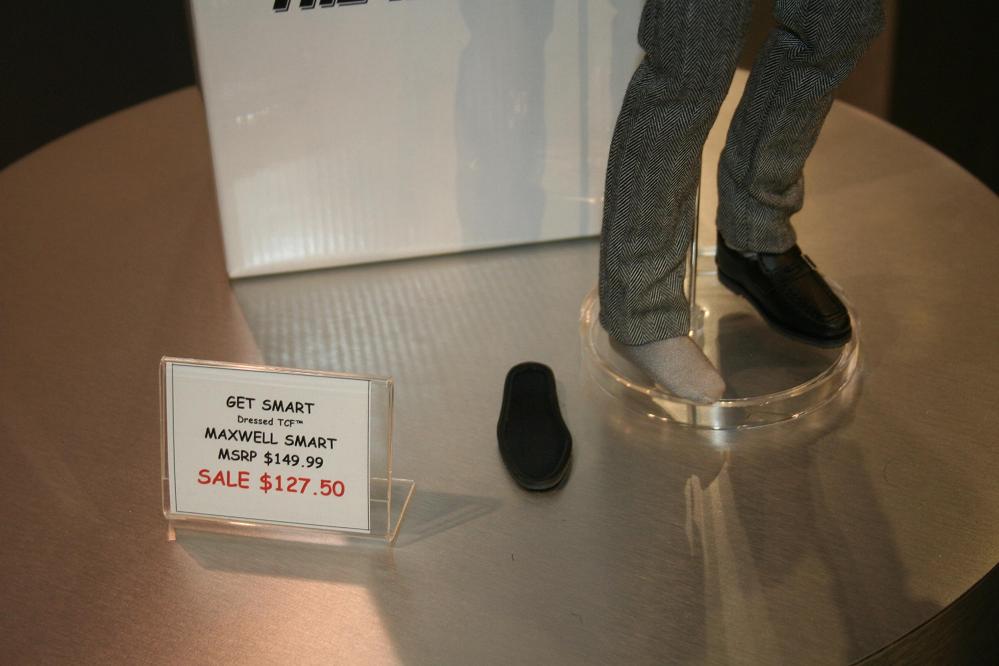 GET SMART
Dressed TCF™
MAXWELL SMART
MSRP $149.99
SALE $127.50